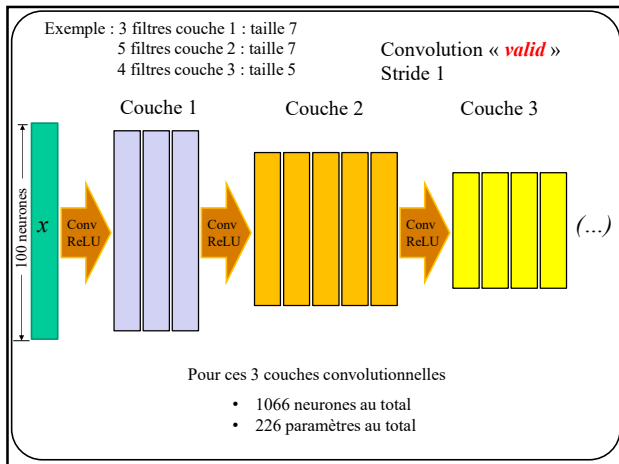 Exemple : 3 filtres couche 1 : taille 7
5 filtres couche 2 : taille 7
4 filtres couche 3 : taille 5
Convolution « valid »
Stride 1
Couche 1
Couche 2
Couche 3
100 neurones
x
Conv
ReLU
Conv
ReLU
Conv
ReLU
(...)
Pour ces 3 couches convolutionnelles
• 1066 neurones au total
• 226 paramètres au total